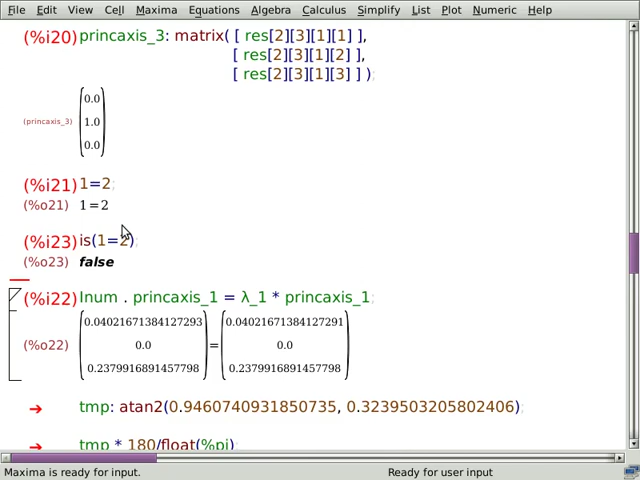 File Edit View Cell Maxima Equations Algebra Calculus Simplify List Plot Numeric Help
(%i20) princaxis_3: matrix( [ res[2][3][1][1] ],
[ res[2][3][1][2] ],
[ res[2][3][1][3] ] );
(princaxis_3)
0.0
1.0
0.0
(%i21) 1=2;
(%o21) 1=2
(%i23) is(1=2);
(%o23) false
(%i22) Inum . princaxis_1 = λ_1 * princaxis_1;
(%o22)
0.04021671384127293 0.04021671384127291
0.0 = 0.0
0.2379916891457798 0.2379916891457798
tmp: atan2(0.9460740931850735, 0.3239503205802406);
tmp * 180/float(%pi);
Maxima is ready for input. Ready for user input